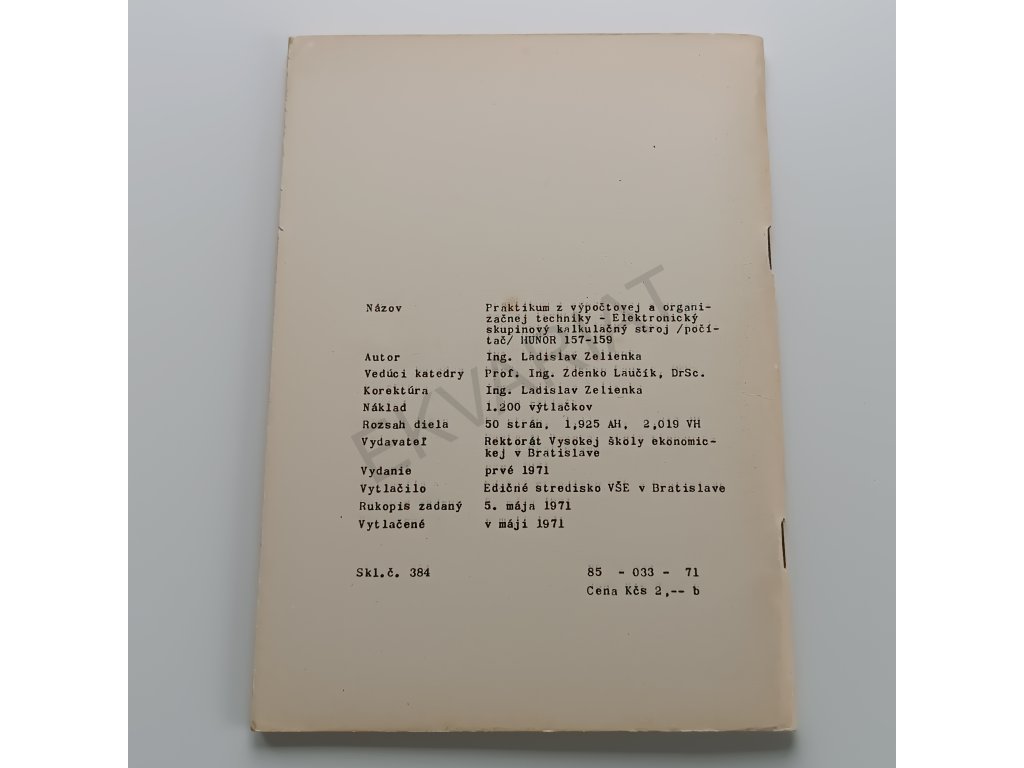 Názov Praktikum z výpočtovej a organi-
začnej techniky - Elektronický
skupinový kalkulačný stroj /počí-
tač/ HUNOR 157-159
Autor Ing. Ladislav Zelienka
Vedúci katedry Prof. Ing. Zdenko Laučík, DrSc.
Korektúra Ing. Ladislav Zelienka
Náklad 1.200 výtlačkov
Rozsah diela 50 strán, 1,925 AH, 2,019 VH
Vydavateľ Rektorát Vysokej školy ekonomic-
kej v Bratislave
Vydanie prvé 1971
Vytlačilo Edičné stredisko VŠE v Bratislave
Rukopis zadaný 5. mája 1971
Vytlačené v máji 1971
Skl.č. 384 85 - 033 - 71
Cena Kčs 2,-- b
EKVARIAT